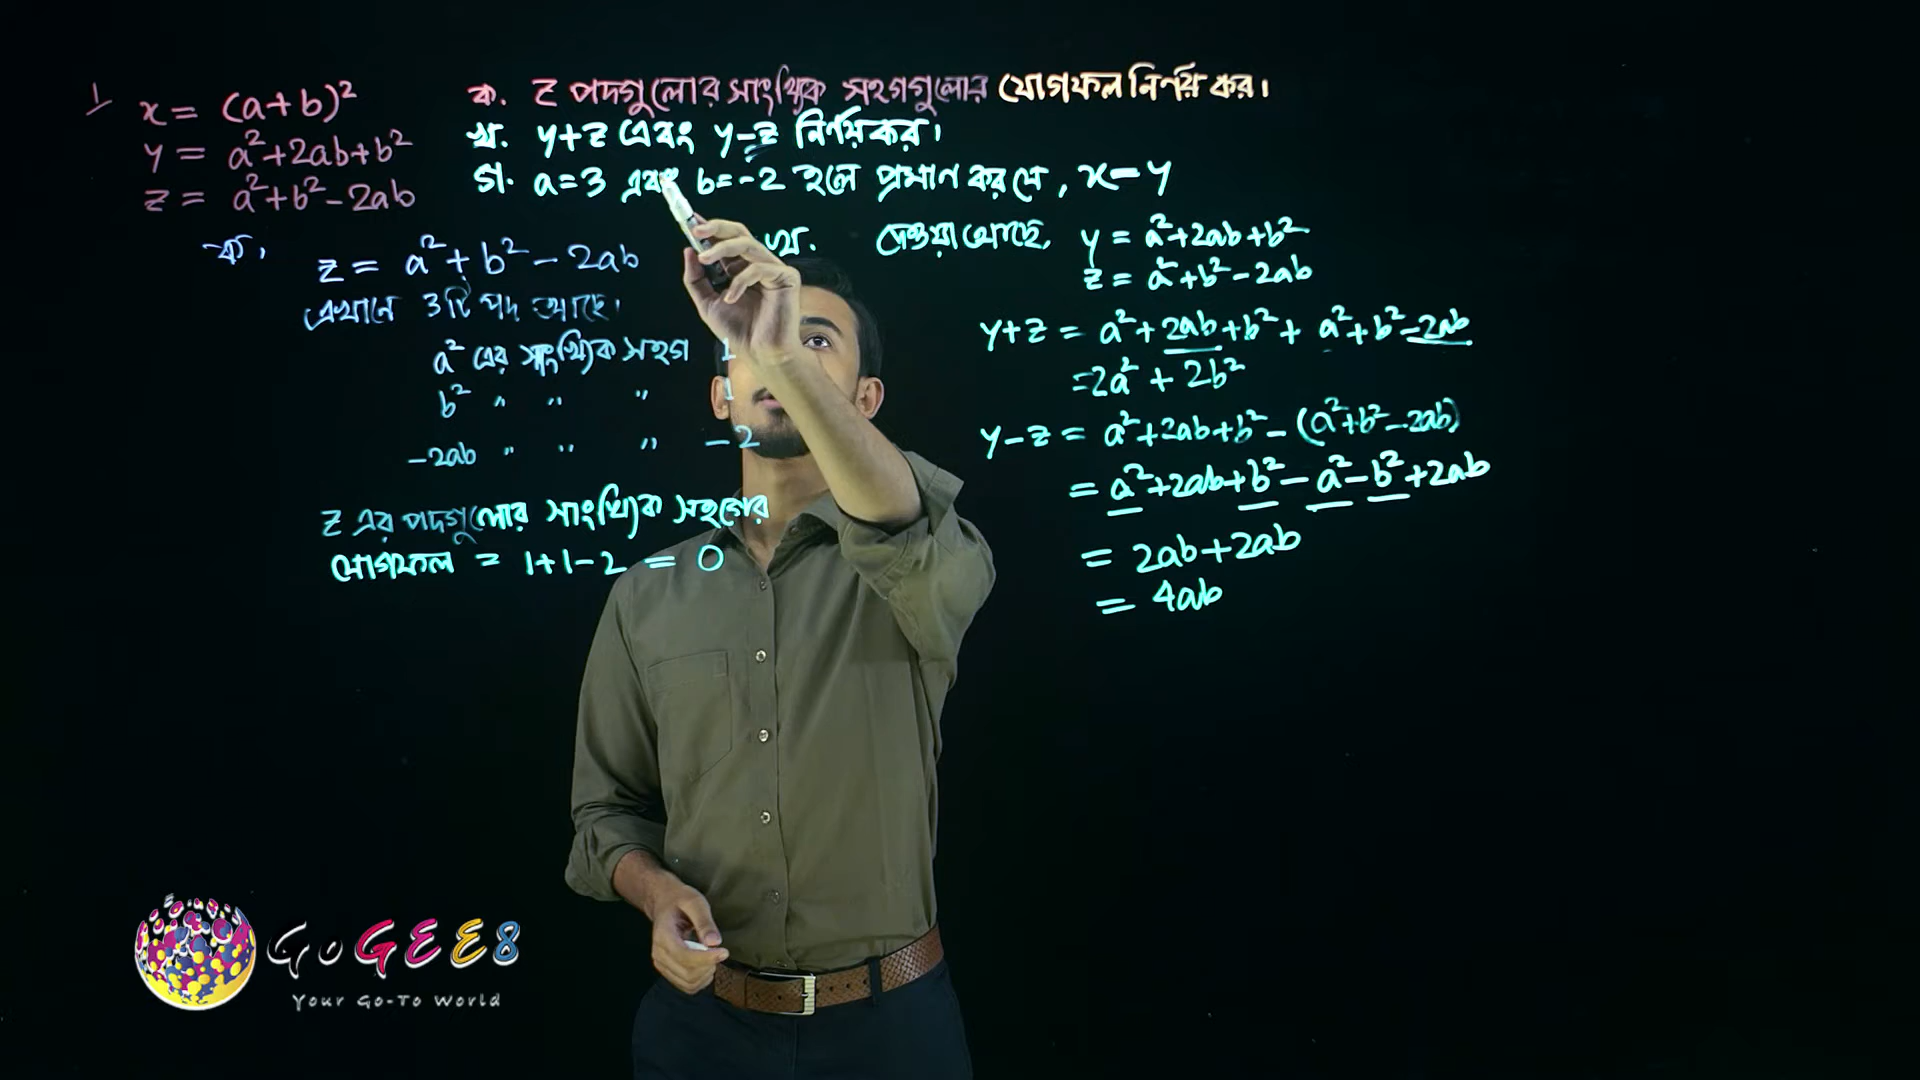 1
x = (a+b)²
y = a²+2ab+b²
z = a²+b²-2ab
ক. z পদগুলোর সাংখ্যিক সহগগুলোর যোগফল নির্ণয় কর।
খ. y+z এবং y-z নির্ণয় কর।
গ. a=3 এবং b=-2 হলে প্রমাণ কর যে, x=y
ক.
z = a²+b²-2ab
এখানে 3টি পদ আছে।
a² এর সাংখ্যিক সহগ 1
b² " " " 1
-2ab " " " -2
z এর পদগুলোর সাংখ্যিক সহগের
যোগফল = 1+1-2 = 0
খ. দেওয়া আছে, y = a²+2ab+b²
z = a²+b²-2ab
y+z = a²+2ab+b²+a²+b²-2ab
=2a²+2b²
y-z = a²+2ab+b²-(a²+b²-2ab)
= a²+2ab+b²-a²-b²+2ab
= 2ab+2ab
= 4ab
GoGEE8
Your Go-To World